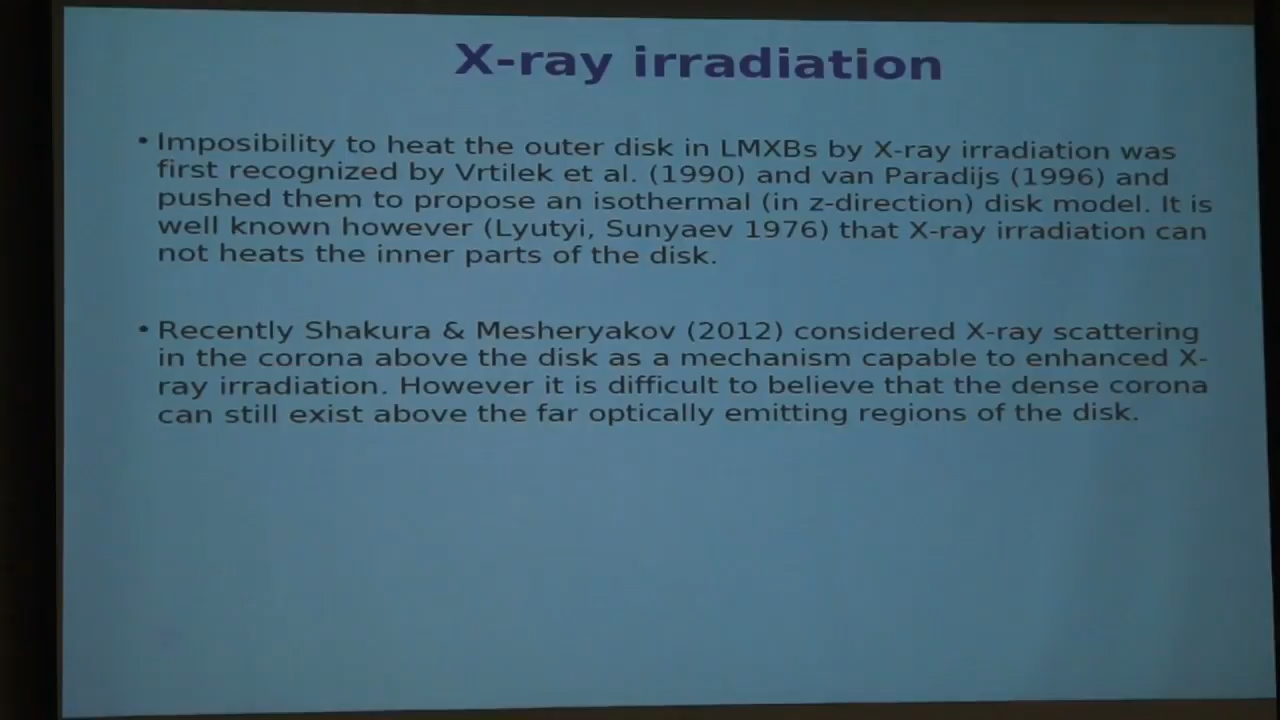 X-ray irradiation
• Imposibility to heat the outer disk in LMXBs by X-ray irradiation was
first recognized by Vrtilek et al. (1990) and van Paradijs (1996) and
pushed them to propose an isothermal (in z-direction) disk model. It is
well known however (Lyutyi, Sunyaev 1976) that X-ray irradiation can
not heats the inner parts of the disk.
• Recently Shakura & Mesheryakov (2012) considered X-ray scattering
in the corona above the disk as a mechanism capable to enhanced X-
ray irradiation. However it is difficult to believe that the dense corona
can still exist above the far optically emitting regions of the disk.